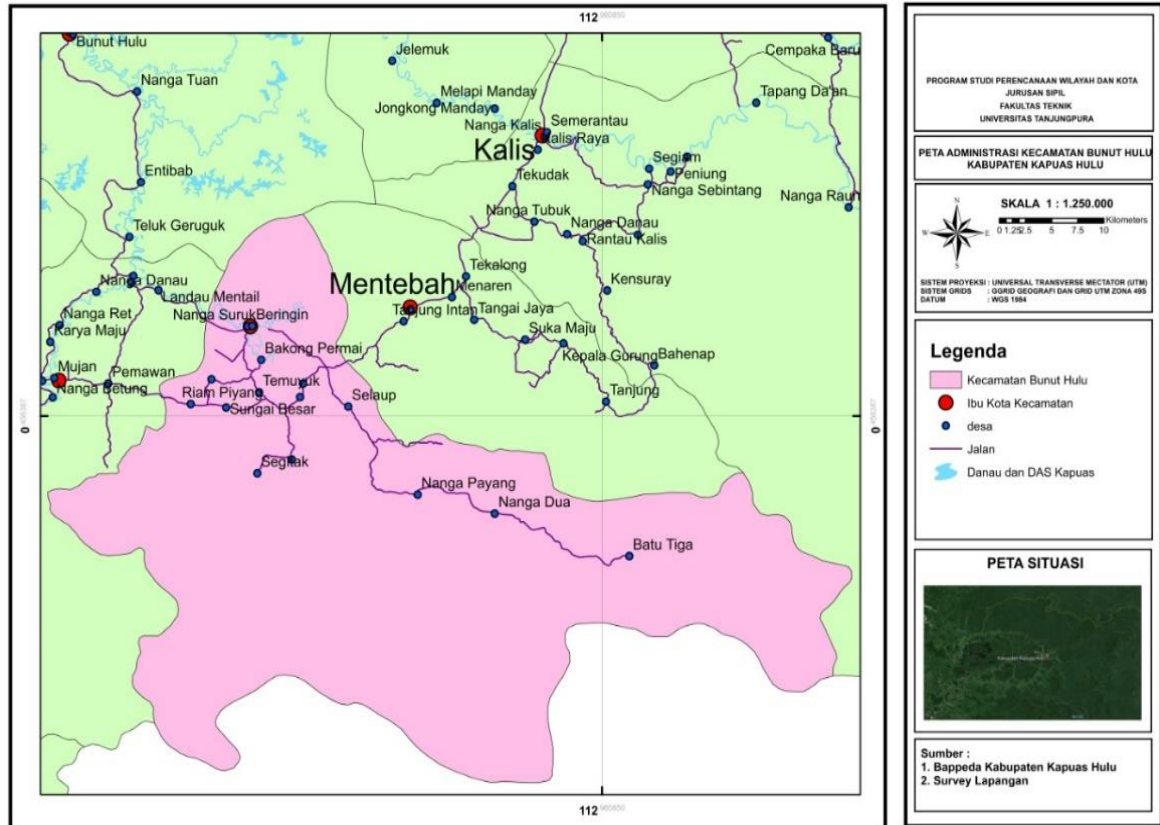 112 960850
Bunut Hulu
Jelemuk
Cempaka Baru
Nanga Tuan
Melapi Manday
Tapang Da'an
Jongkong Manday
Nanga Kalis
Semerantau
Kalis Raya
Kalis
Entibab
Tekudak
Segiam
Peniung
Nanga Sebintang
Nanga Raun
Nanga Tubuk
Nanga Danau
Rantau Kalis
Teluk Geruguk
Mentebah
Tekalong
Nanga Danau
Landau Mentail
Menaren
Kensuray
Nanga Ret
Karya Maju
Nanga Suruk
Beringin
Tanjung Intan
Tangai Jaya
Suka Maju
Bakong Permai
Kepala Gurung
Bahenap
Mujan
Pemawan
Nanga Betung
Riam Piyang
Temuyuk
Sungai Besar
Selaup
Tanjung
0
0
Segitak
Nanga Payang
Nanga Dua
Batu Tiga
112 960850
PROGRAM STUDI PERENCANAAN WILAYAH DAN KOTA
JURUSAN SIPIL
FAKULTAS TEKNIK
UNIVERSITAS TANJUNGPURA
PETA ADMINISTRASI KECAMATAN BUNUT HULU
KABUPATEN KAPUAS HULU
N
W
E
S
SKALA 1 : 1.250.000
Kilometers
0 1.25 2.5 5 7.5 10
SISTEM PROYEKSI : UNIVERSAL TRANSVERSE MECTATOR (UTM)
SISTEM GRIDS : GGRID GEOGRAFI DAN GRID UTM ZONA 49S
DATUM : WGS 1984
Legenda
Kecamatan Bunut Hulu
Ibu Kota Kecamatan
desa
Jalan
Danau dan DAS Kapuas
PETA SITUASI
Sumber :
1. Bappeda Kabupaten Kapuas Hulu
2. Survey Lapangan